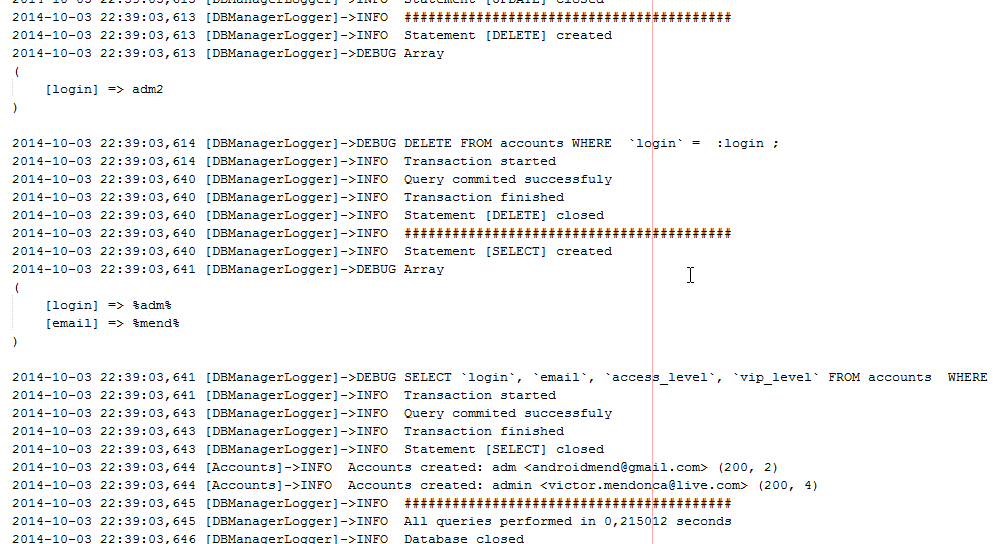 2014-10-03 22:39:03,613 [DBManagerLogger]->INFO  Statement [UPDATE] closed
2014-10-03 22:39:03,613 [DBManagerLogger]->INFO  #########################################
2014-10-03 22:39:03,613 [DBManagerLogger]->INFO  Statement [DELETE] created
2014-10-03 22:39:03,613 [DBManagerLogger]->DEBUG Array
(
    [login] => adm2
)
2014-10-03 22:39:03,614 [DBManagerLogger]->DEBUG DELETE FROM accounts WHERE  `login` =  :login ;
2014-10-03 22:39:03,614 [DBManagerLogger]->INFO  Transaction started
2014-10-03 22:39:03,640 [DBManagerLogger]->INFO  Query commited successfuly
2014-10-03 22:39:03,640 [DBManagerLogger]->INFO  Transaction finished
2014-10-03 22:39:03,640 [DBManagerLogger]->INFO  Statement [DELETE] closed
2014-10-03 22:39:03,640 [DBManagerLogger]->INFO  #########################################
2014-10-03 22:39:03,640 [DBManagerLogger]->INFO  Statement [SELECT] created
2014-10-03 22:39:03,641 [DBManagerLogger]->DEBUG Array
(
    [login] => %adm%
    [email] => %mend%
)
2014-10-03 22:39:03,641 [DBManagerLogger]->DEBUG SELECT `login`, `email`, `access_level`, `vip_level` FROM accounts  WHERE
2014-10-03 22:39:03,641 [DBManagerLogger]->INFO  Transaction started
2014-10-03 22:39:03,643 [DBManagerLogger]->INFO  Query commited successfuly
2014-10-03 22:39:03,643 [DBManagerLogger]->INFO  Transaction finished
2014-10-03 22:39:03,643 [DBManagerLogger]->INFO  Statement [SELECT] closed
2014-10-03 22:39:03,644 [Accounts]->INFO  Accounts created: adm <androidmend@gmail.com> (200, 2)
2014-10-03 22:39:03,644 [Accounts]->INFO  Accounts created: admin <victor.mendonca@live.com> (200, 4)
2014-10-03 22:39:03,645 [DBManagerLogger]->INFO  #########################################
2014-10-03 22:39:03,645 [DBManagerLogger]->INFO  All queries performed in 0,215012 seconds
2014-10-03 22:39:03,646 [DBManagerLogger]->INFO  Database closed